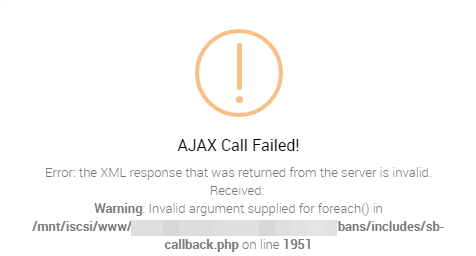 AJAX Call Failed!
Error: the XML response that was returned from the server is invalid.
Received:
Warning: Invalid argument supplied for foreach() in
/mnt/iscsi/www/ bans/includes/sb-
callback.php on line 1951